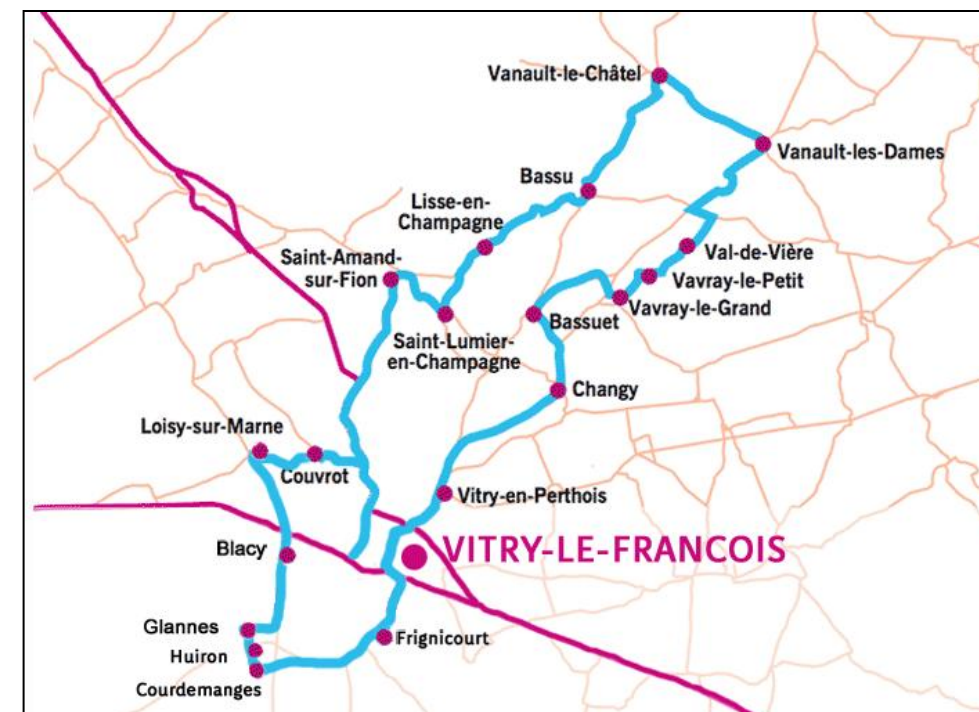 Vanault-le-Châtel
Vanault-les-Dames
Bassu
Lisse-en-
Champagne
Saint-Amand-
sur-Fion
Val-de-Vière
Vavray-le-Petit
Vavray-le-Grand
Bassuet
Saint-Lumier-
en-Champagne
Changy
Loisy-sur-Marne
Couvrot
Vitry-en-Perthois
Blacy
VITRY-LE-FRANCOIS
Glannes
Frignicourt
Huiron
Courdemanges